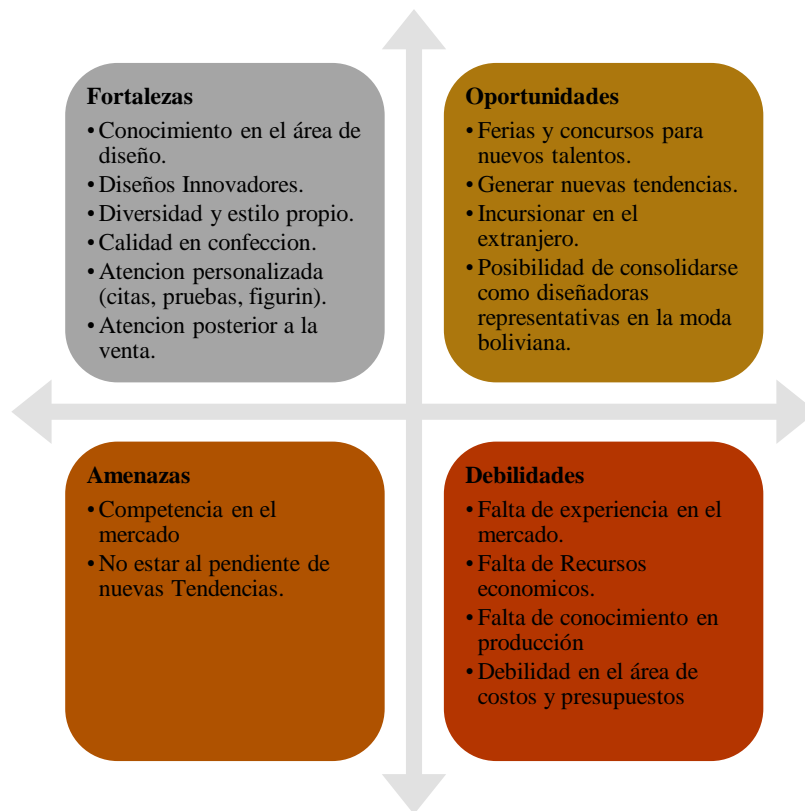 Fortalezas
• Conocimiento en el área de
diseño.
• Diseños Innovadores.
• Diversidad y estilo propio.
• Calidad en confeccion.
• Atencion personalizada
(citas, pruebas, figurin).
• Atencion posterior a la
venta.
Oportunidades
• Ferias y concursos para
nuevos talentos.
• Generar nuevas tendencias.
• Incursionar en el
extranjero.
• Posibilidad de consolidarse
como diseñadoras
representativas en la moda
boliviana.
Amenazas
• Competencia en el
mercado
• No estar al pendiente de
nuevas Tendencias.
Debilidades
• Falta de experiencia en el
mercado.
• Falta de Recursos
economicos.
• Falta de conocimiento en
producción
• Debilidad en el área de
costos y presupuestos